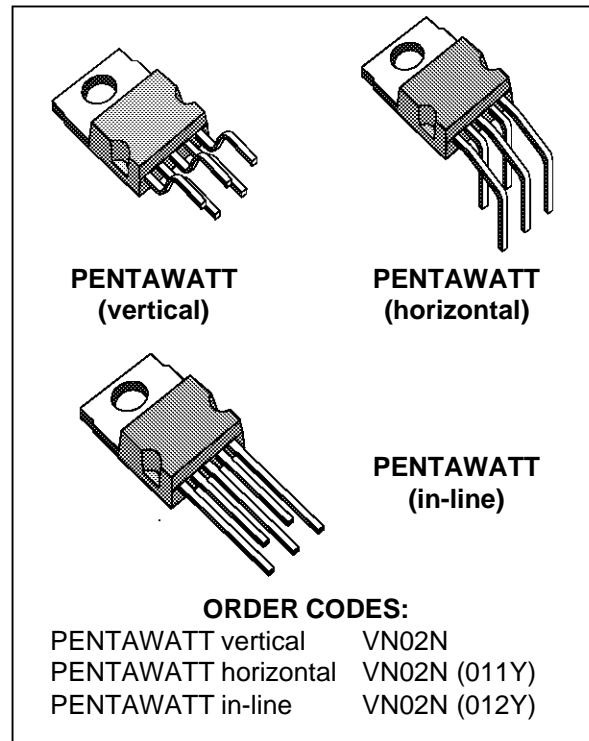 PENTAWATT
(vertical)
PENTAWATT
(horizontal)
PENTAWATT
(in-line)
ORDER CODES:
PENTAWATT vertical VN02N
PENTAWATT horizontal VN02N (011Y)
PENTAWATT in-line VN02N (012Y)